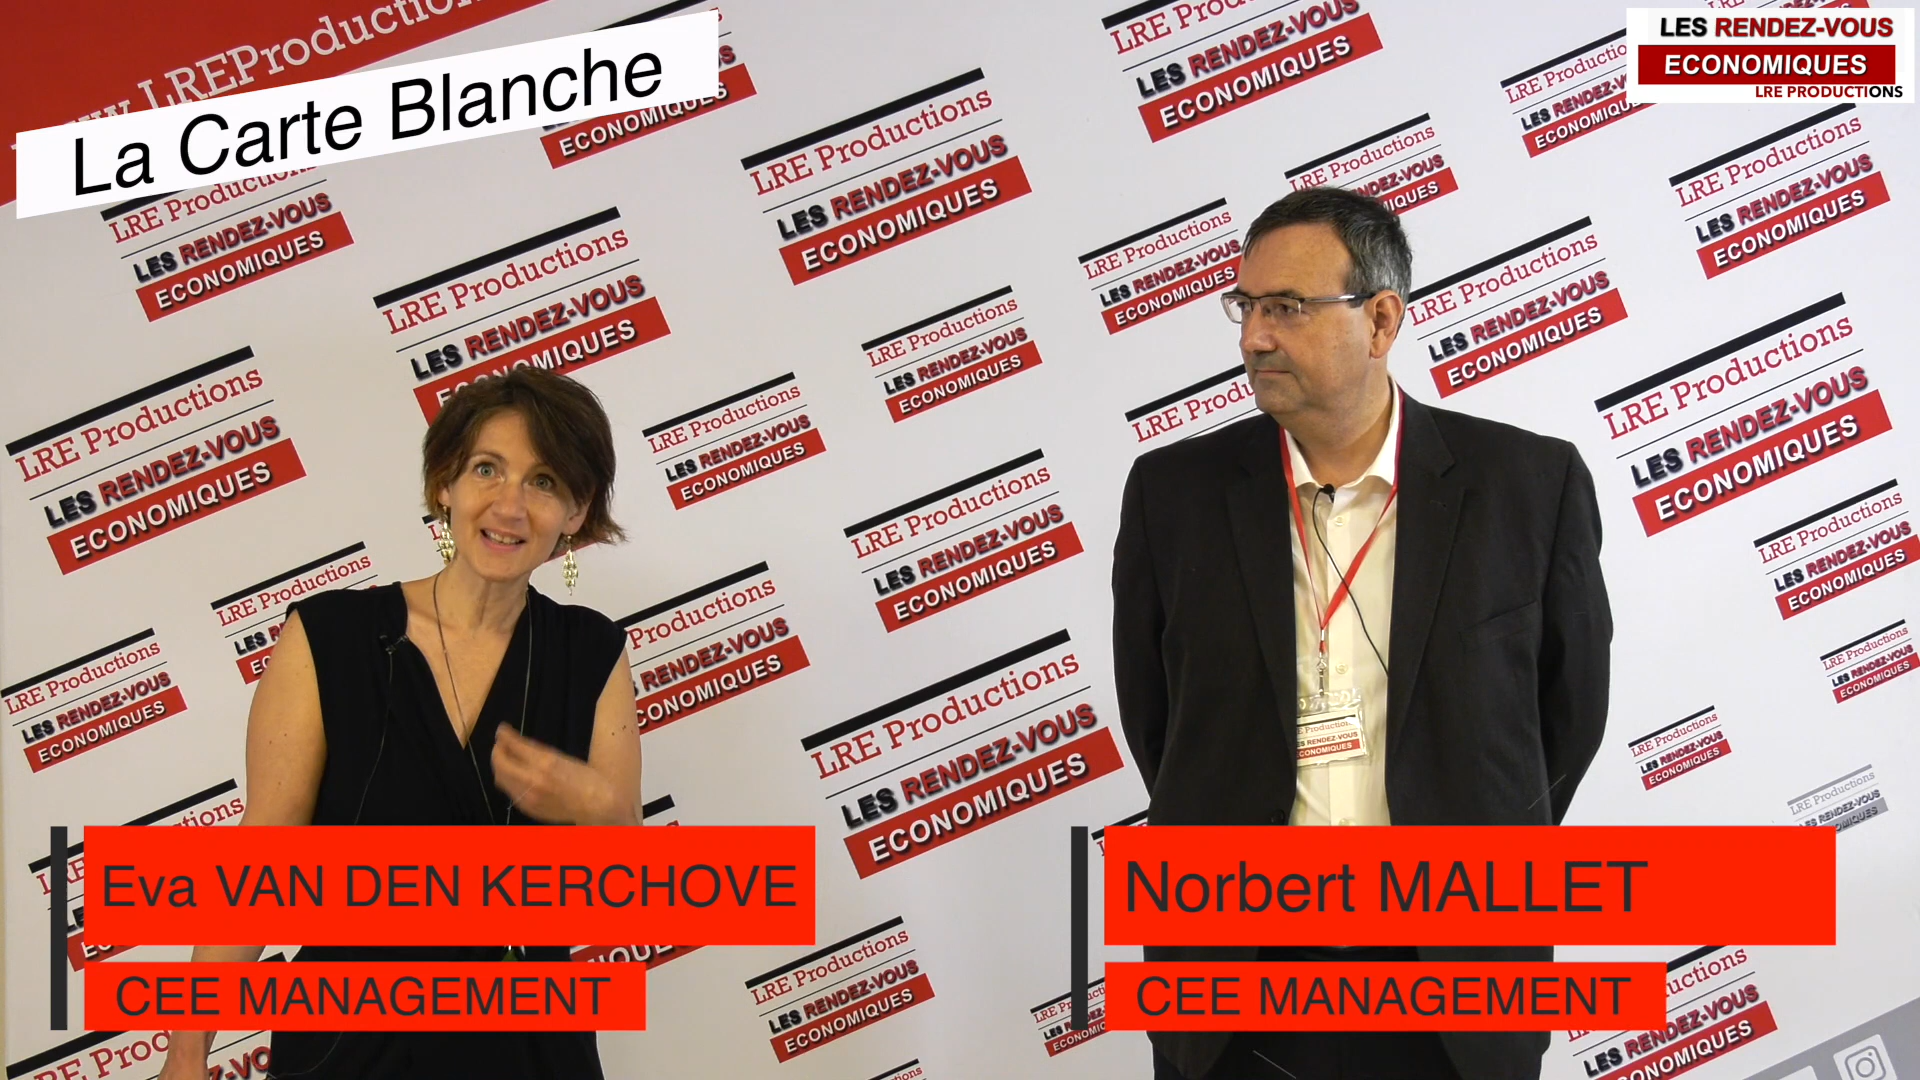 La Carte Blanche
LES RENDEZ-VOUS
ECONOMIQUES
LRE PRODUCTIONS
LRE Productions
LES RENDEZ-VOUS
ECONOMIQUES
Eva VAN DEN KERCHOVE
CEE MANAGEMENT
Norbert MALLET
CEE MANAGEMENT